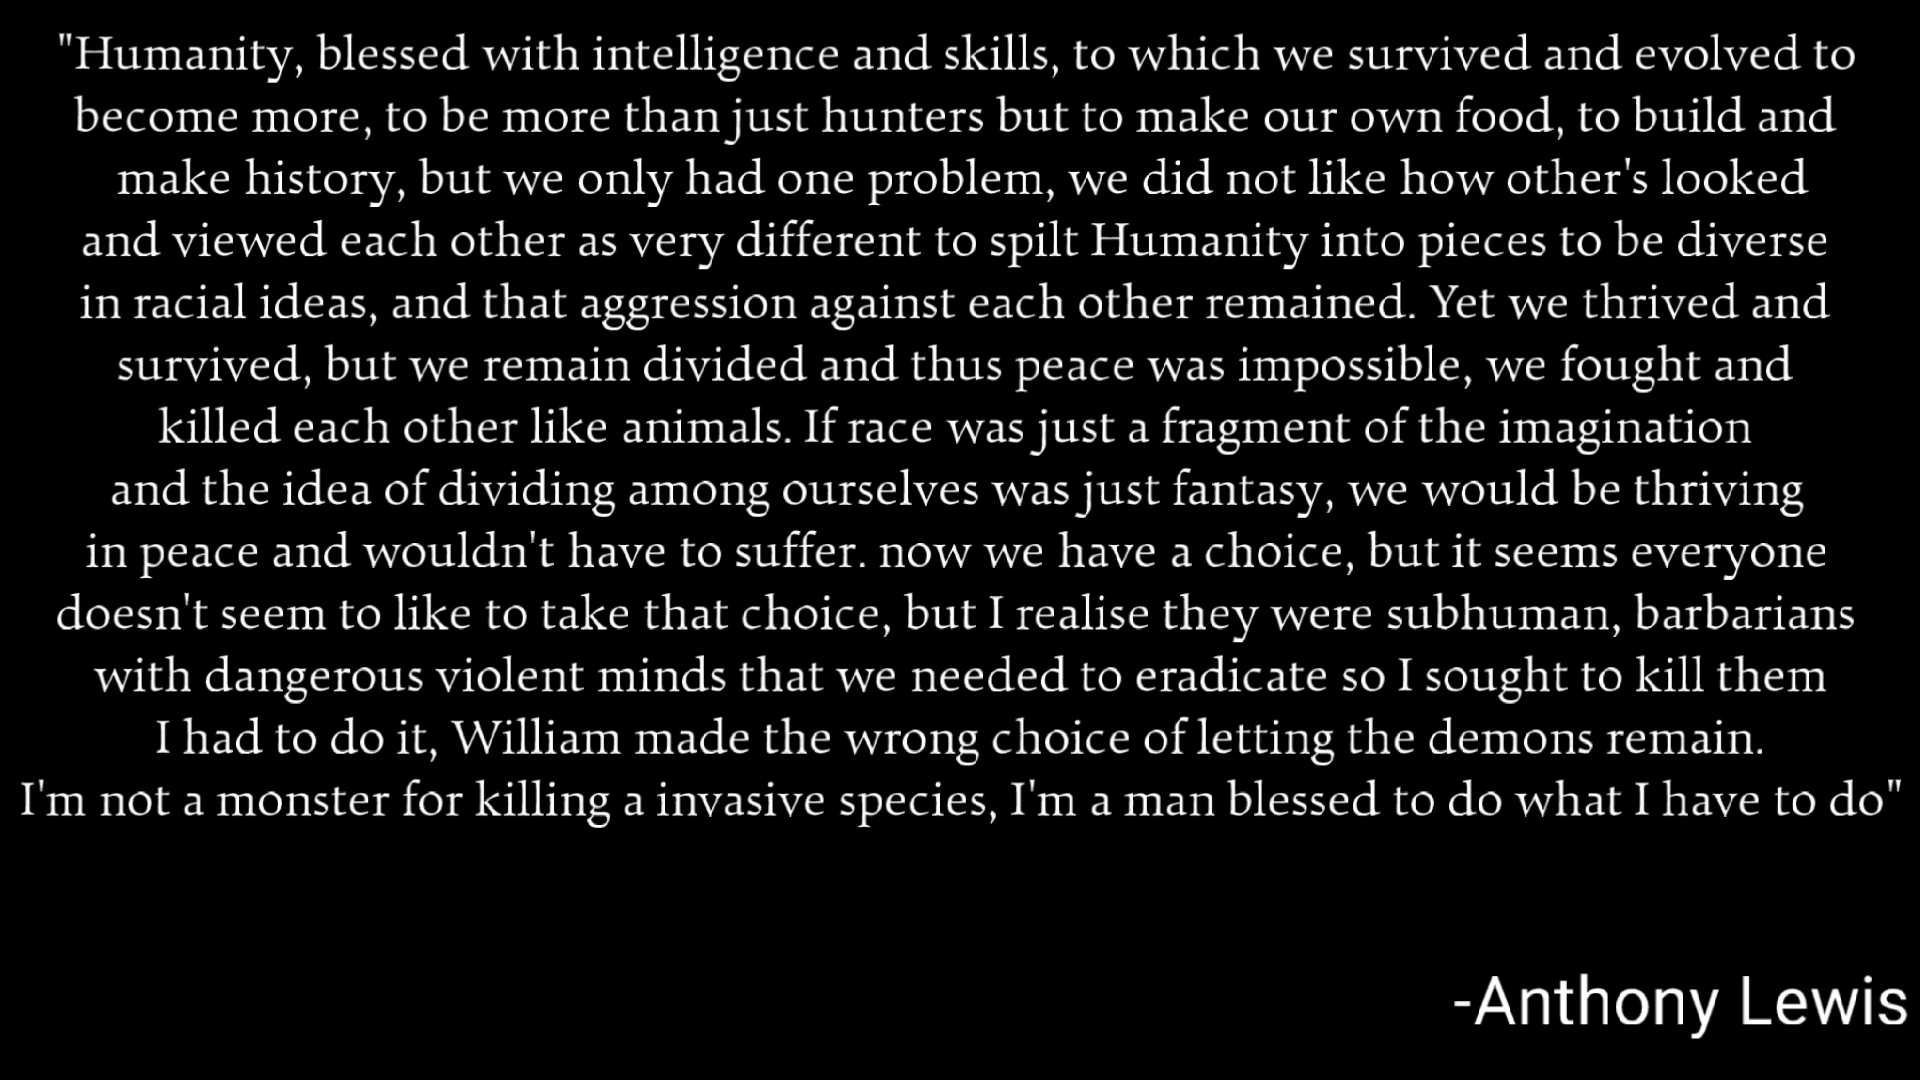 "Humanity, blessed with intelligence and skills, to which we survived and evolved to
become more, to be more than just hunters but to make our own food, to build and
make history, but we only had one problem, we did not like how other's looked
and viewed each other as very different to spilt Humanity into pieces to be diverse
in racial ideas, and that aggression against each other remained. Yet we thrived and
survived, but we remain divided and thus peace was impossible, we fought and
killed each other like animals. If race was just a fragment of the imagination
and the idea of dividing among ourselves was just fantasy, we would be thriving
in peace and wouldn't have to suffer. now we have a choice, but it seems everyone
doesn't seem to like to take that choice, but I realise they were subhuman, barbarians
with dangerous violent minds that we needed to eradicate so I sought to kill them
I had to do it, William made the wrong choice of letting the demons remain.
I'm not a monster for killing a invasive species, I'm a man blessed to do what I have to do"
-Anthony Lewis